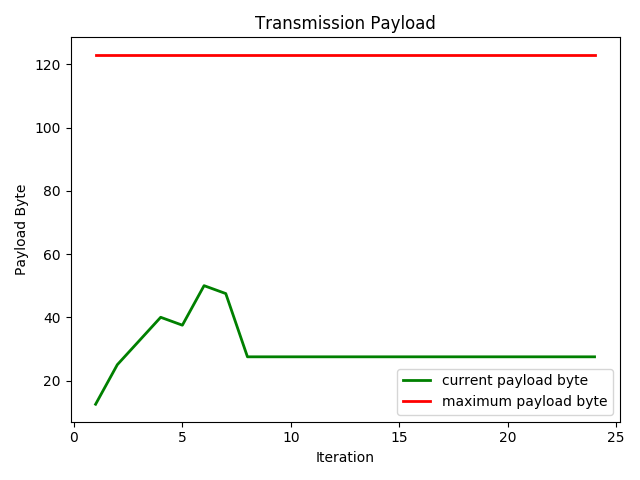 Transmission Payload
120
100
80
60
40
20
Payload Byte
current payload byte
maximum payload byte
0 5 10 15 20 25
Iteration